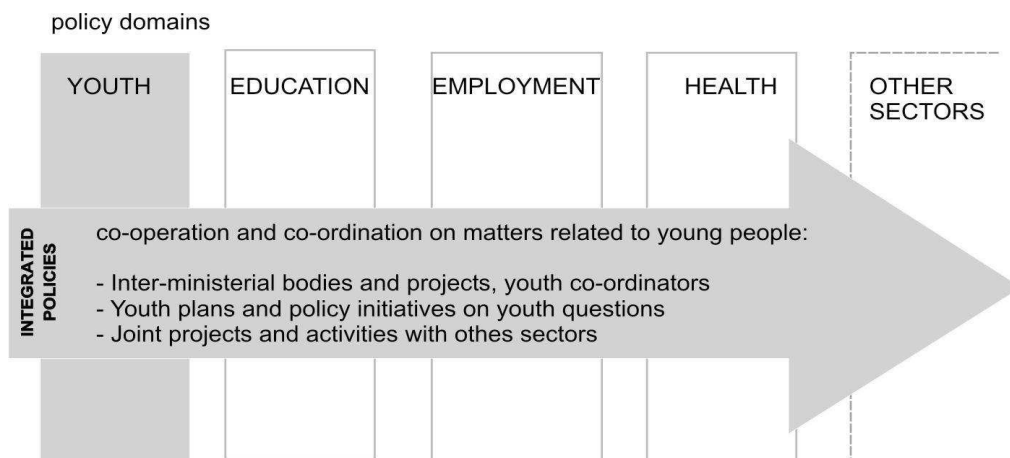 policy domains
YOUTH
EDUCATION
EMPLOYMENT
HEALTH
OTHER
SECTORS
INTEGRATED
POLICIES
co-operation and co-ordination on matters related to young people:
- Inter-ministerial bodies and projects, youth co-ordinators
- Youth plans and policy initiatives on youth questions
- Joint projects and activities with othes sectors